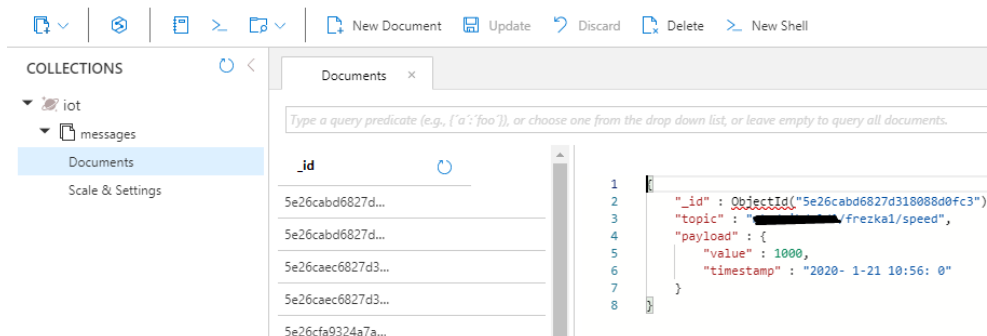 New Document Update Discard Delete New Shell
COLLECTIONS
iot
messages
Documents
Scale & Settings
Documents ×
Type a query predicate (e.g., {´a´:´foo´}), or choose one from the drop down list, or leave empty to query all documents.
_id
5e26cabd6827d...
5e26cabd6827d...
5e26caec6827d3...
5e26caec6827d3...
5e26cfa9324a7a...
1 {
2 "_id" : ObjectId("5e26cabd6827d318088d0fc3")
3 "topic" : "/frezka1/speed",
4 "payload" : {
5 "value" : 1000,
6 "timestamp" : "2020- 1-21 10:56: 0"
7 }
8 }